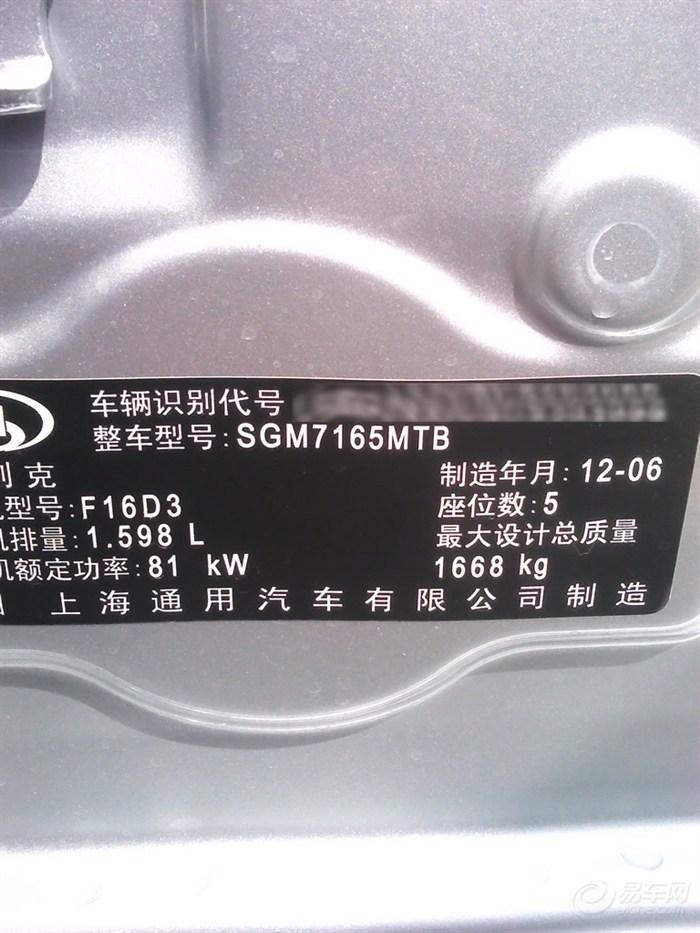 车辆识别代号
整车型号:SGM7165MTB
别克
制造年月:12-06
机型号:F16D3
座位数:5
机排量:1.598 L
最大设计总质量
机额定功率:81 kW
1668 kg
上海通用汽车有限公司制造
易车网